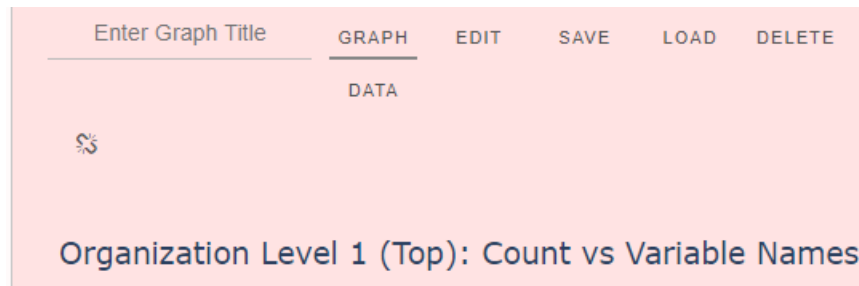 Enter Graph Title GRAPH EDIT SAVE LOAD DELETE
DATA
Organization Level 1 (Top): Count vs Variable Names